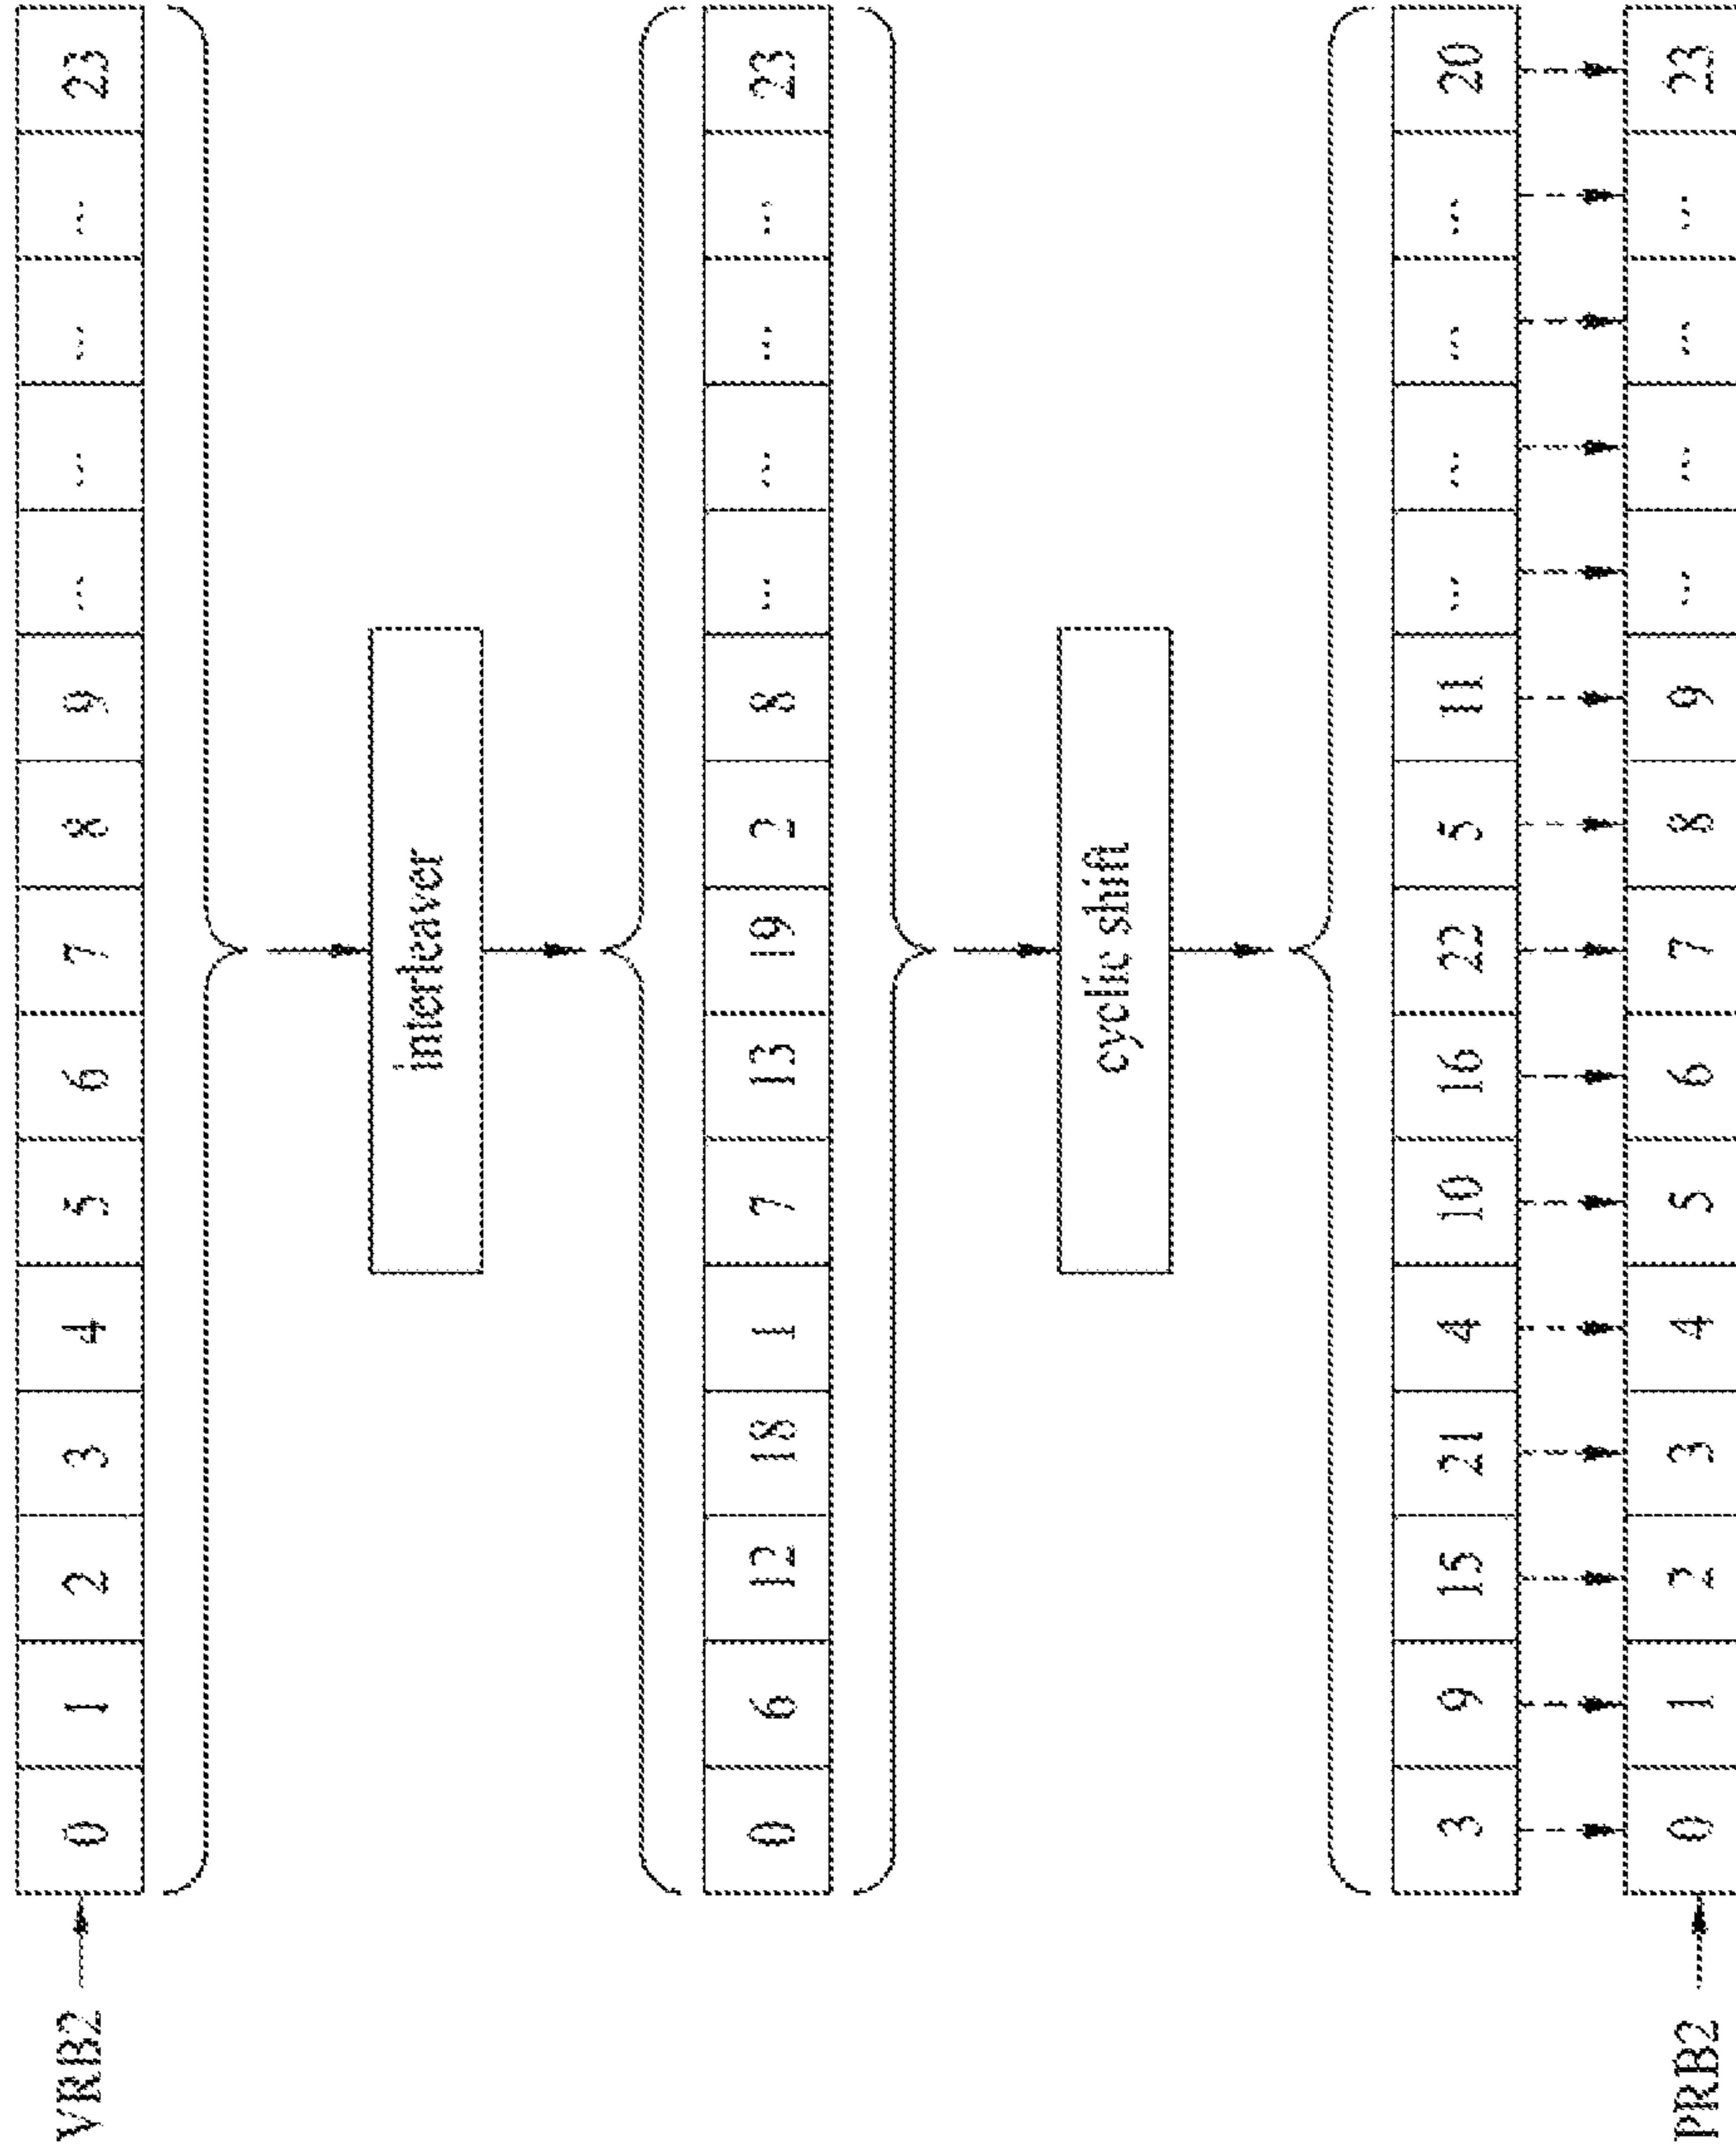 VRB2 0 1 2 3 4 5 6 7 8 9 ... ... ... ... 23
interleaver
0 6 12 18 1 7 13 19 2 8 ... ... ... ... 23
cyclic shift
3 9 15 21 4 10 16 22 5 11 ... ... ... ... 20
PRB2 0 1 2 3 4 5 6 7 8 9 ... ... ... ... 23